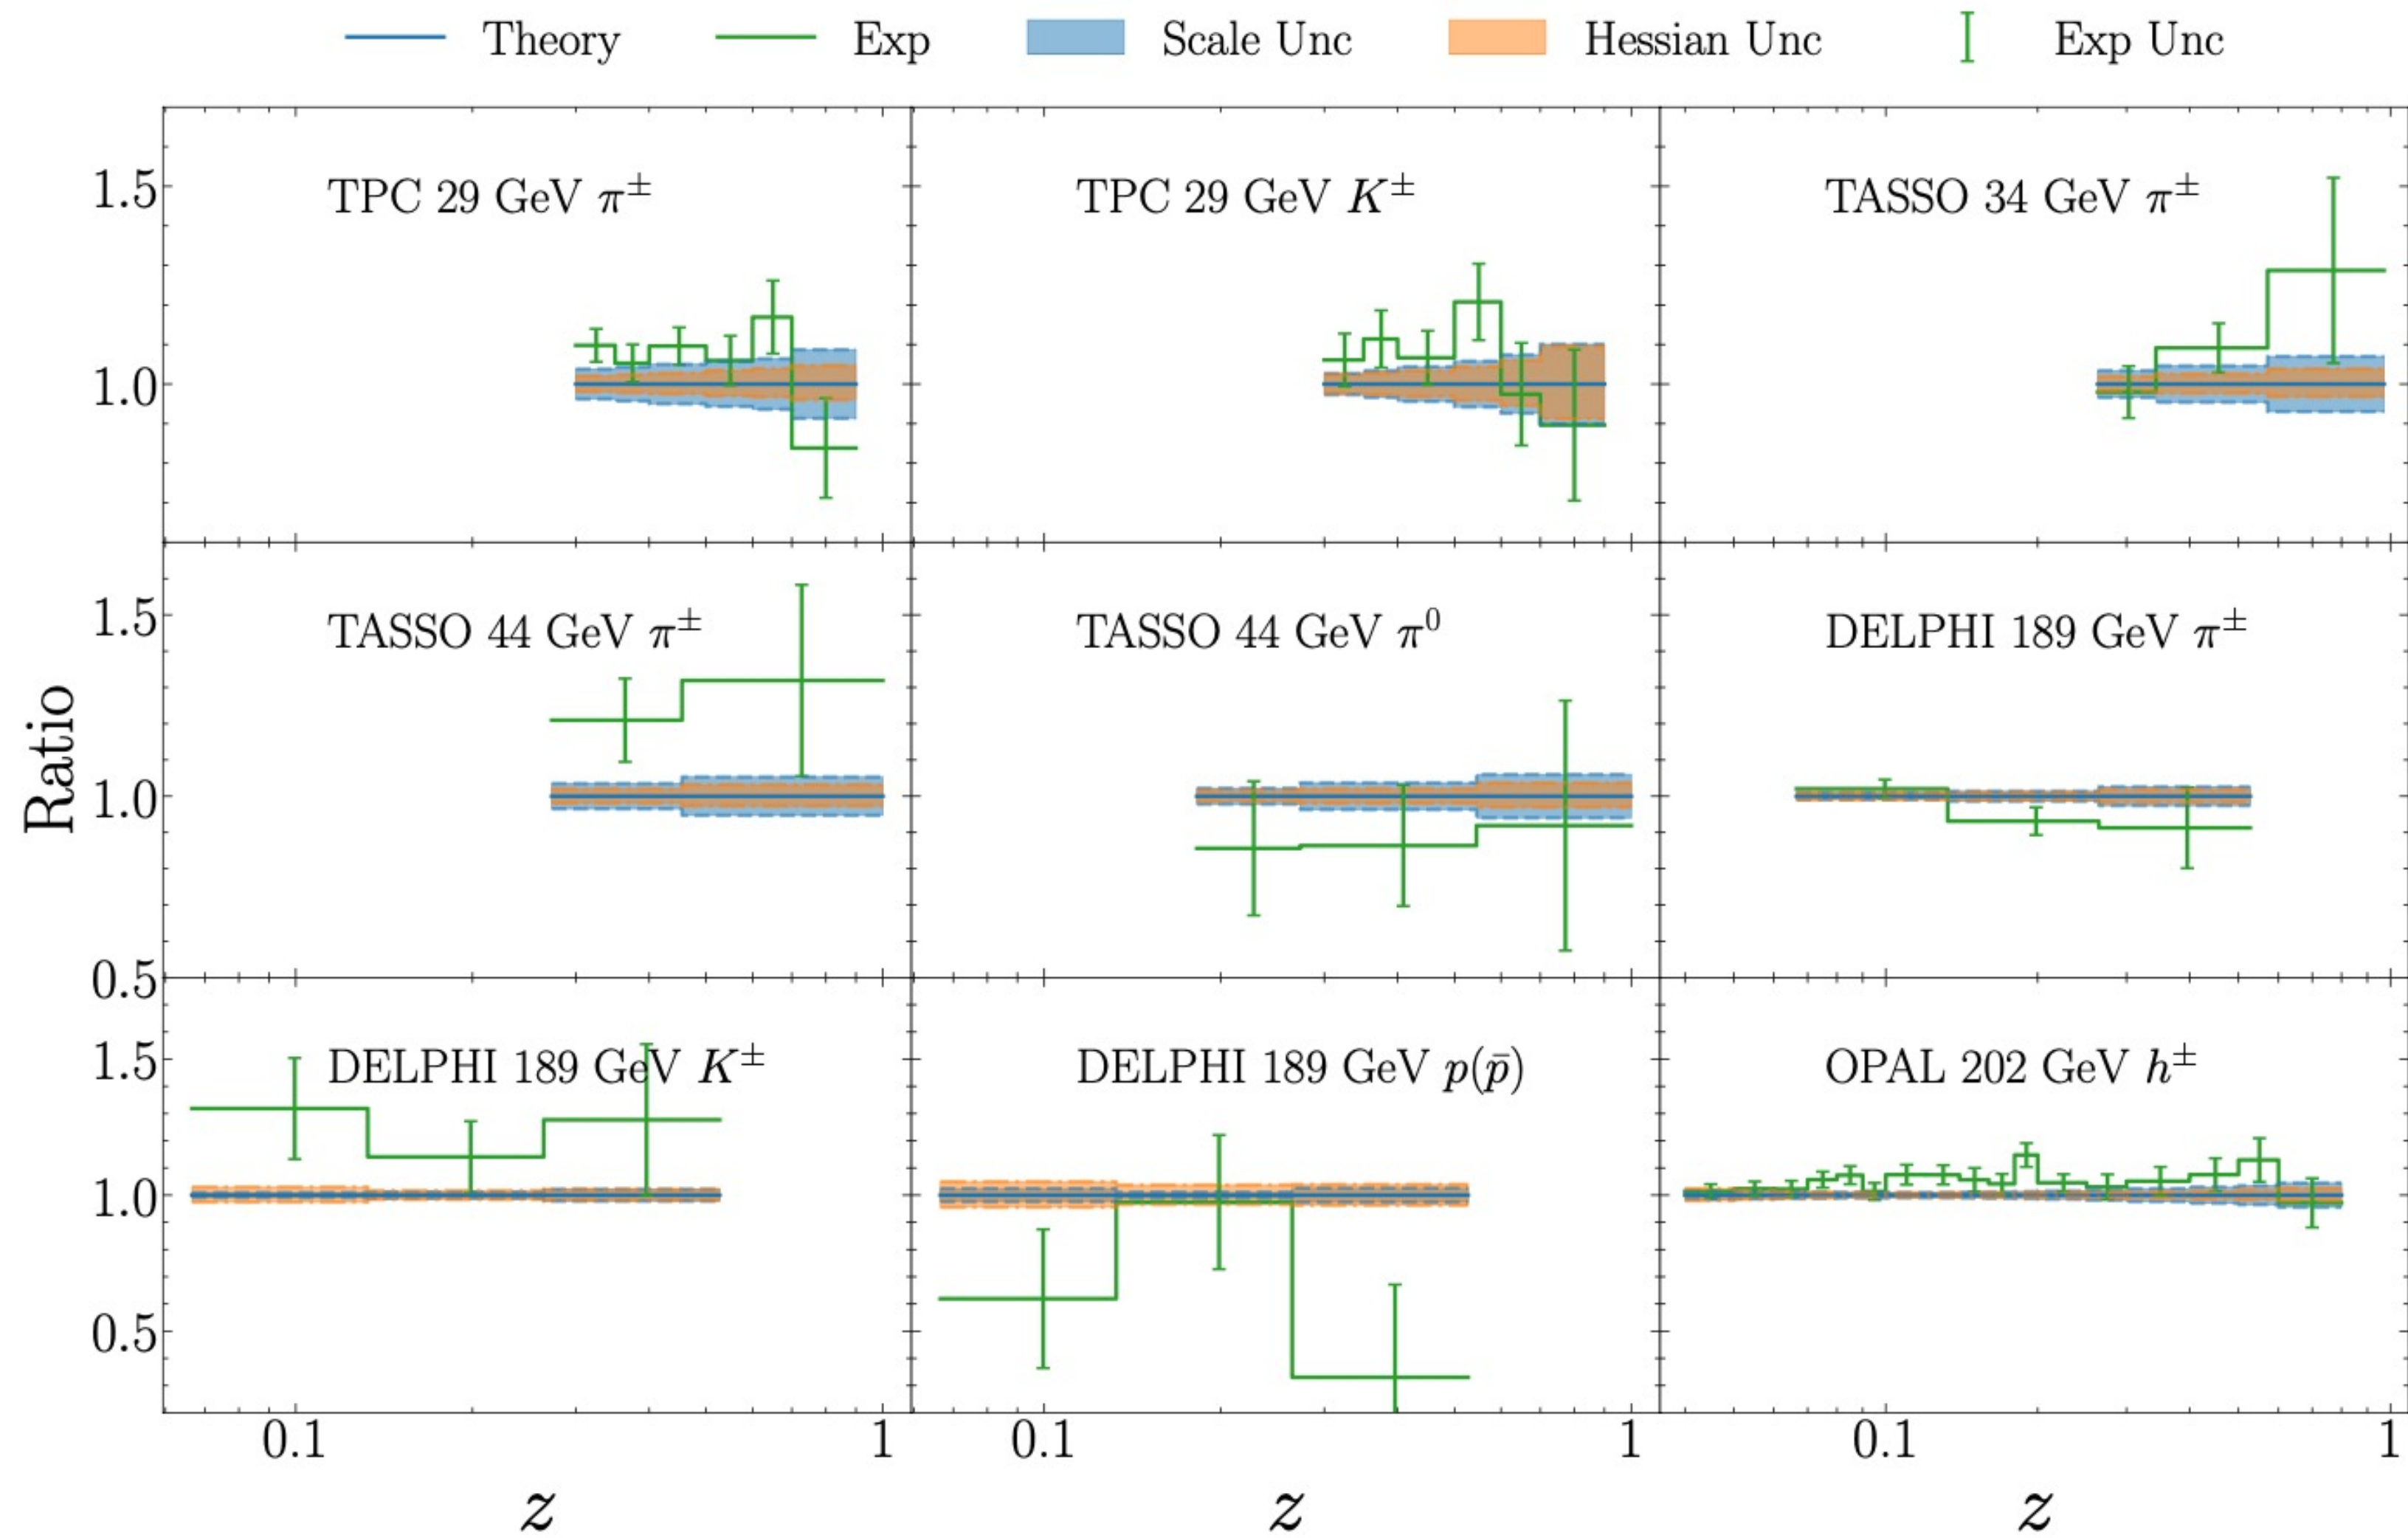 Theory Exp Scale Unc Hessian Unc Exp Unc
TPC 29 GeV π± TPC 29 GeV K± TASSO 34 GeV π±
1.5
1.0
TASSO 44 GeV π± TASSO 44 GeV π⁰ DELPHI 189 GeV π±
1.5
1.0
0.5
Ratio
DELPHI 189 GeV K± DELPHI 189 GeV p(p̄) OPAL 202 GeV h±
1.5
1.0
0.5
0.1 1 0.1 1 0.1 1
z z z